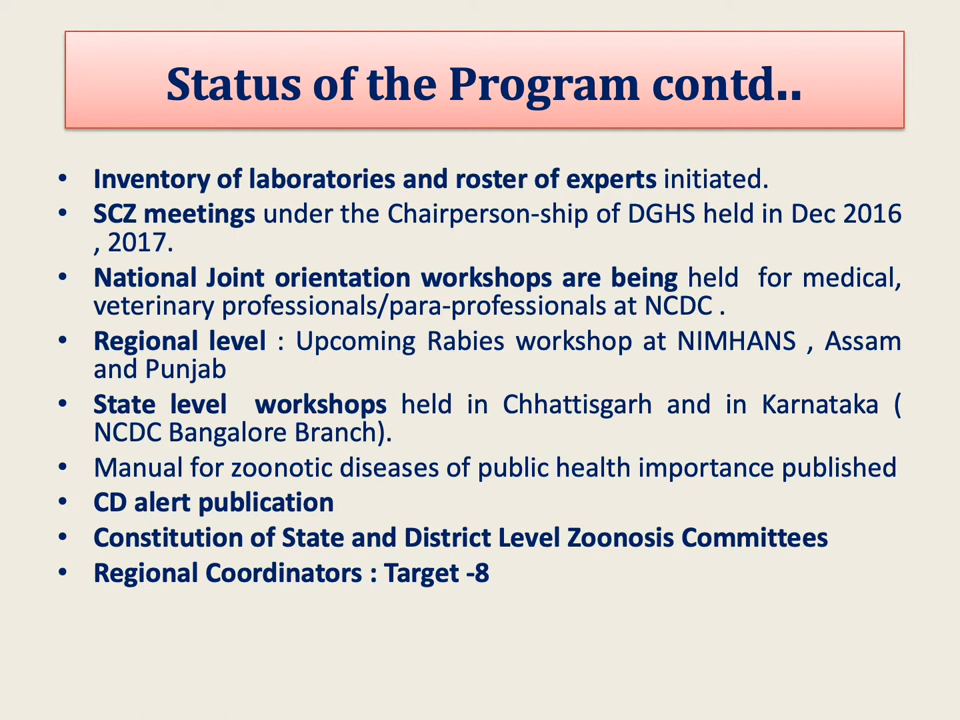 Status of the Program contd..
• Inventory of laboratories and roster of experts initiated.
• SCZ meetings under the Chairperson-ship of DGHS held in Dec 2016
, 2017.
• National Joint orientation workshops are being held for medical,
veterinary professionals/para-professionals at NCDC .
• Regional level : Upcoming Rabies workshop at NIMHANS , Assam
and Punjab
• State level workshops held in Chhattisgarh and in Karnataka (
NCDC Bangalore Branch).
• Manual for zoonotic diseases of public health importance published
• CD alert publication
• Constitution of State and District Level Zoonosis Committees
• Regional Coordinators : Target -8